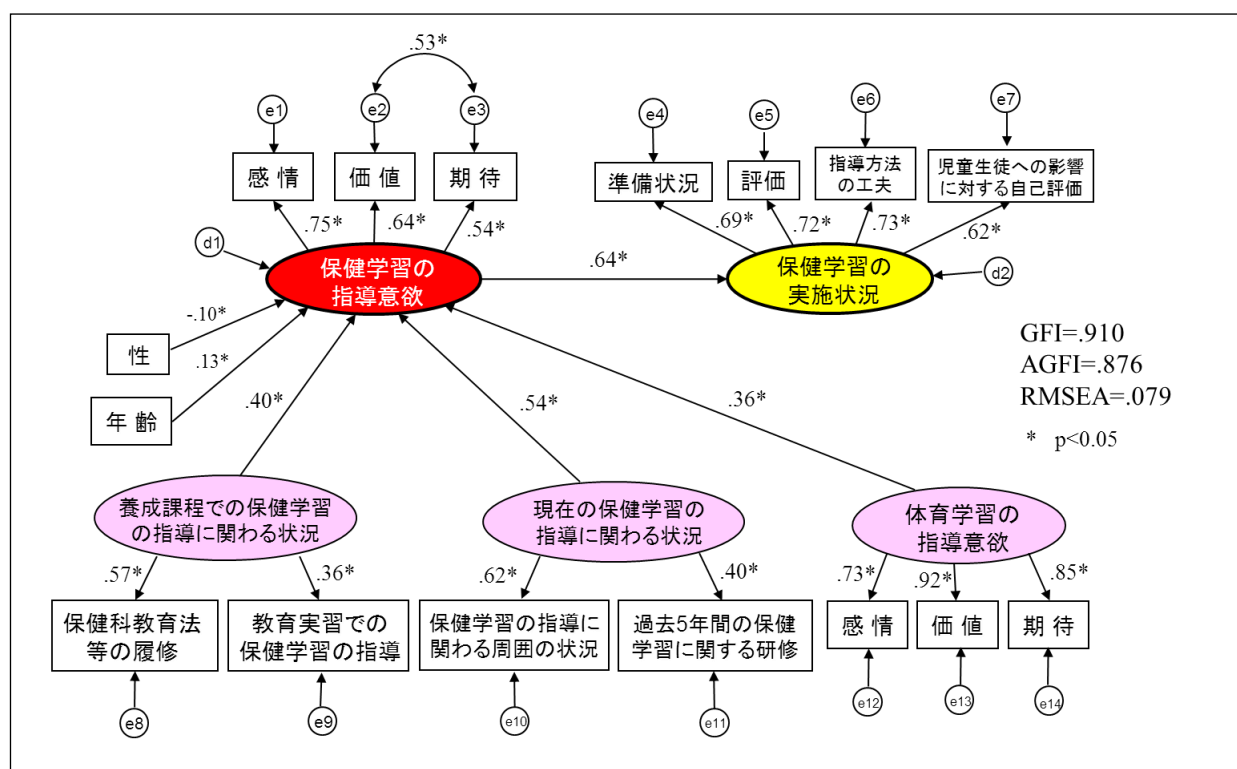 .53*
e1
e2
e3
e4
e5
e6
e7
感 情
価 値
期 待
準備状況
評価
指導方法
の工夫
児童生徒への影響
に対する自己評価
.75*
.64*
.54*
.69*
.72*
.73*
.62*
d1
保健学習の
指導意欲
.64*
保健学習の
実施状況
d2
-.10*
性
.13*
年 齢
.40*
.54*
.36*
GFI=.910
AGFI=.876
RMSEA=.079
* p<0.05
養成課程での保健学習
の指導に関わる状況
現在の保健学習の
指導に関わる状況
体育学習の
指導意欲
.57*
.36*
.62*
.40*
.73*
.92*
.85*
保健科教育法
等の履修
教育実習での
保健学習の指導
保健学習の指導に
関わる周囲の状況
過去5年間の保健
学習に関する研修
感 情
価 値
期 待
e8
e9
e10
e11
e12
e13
e14